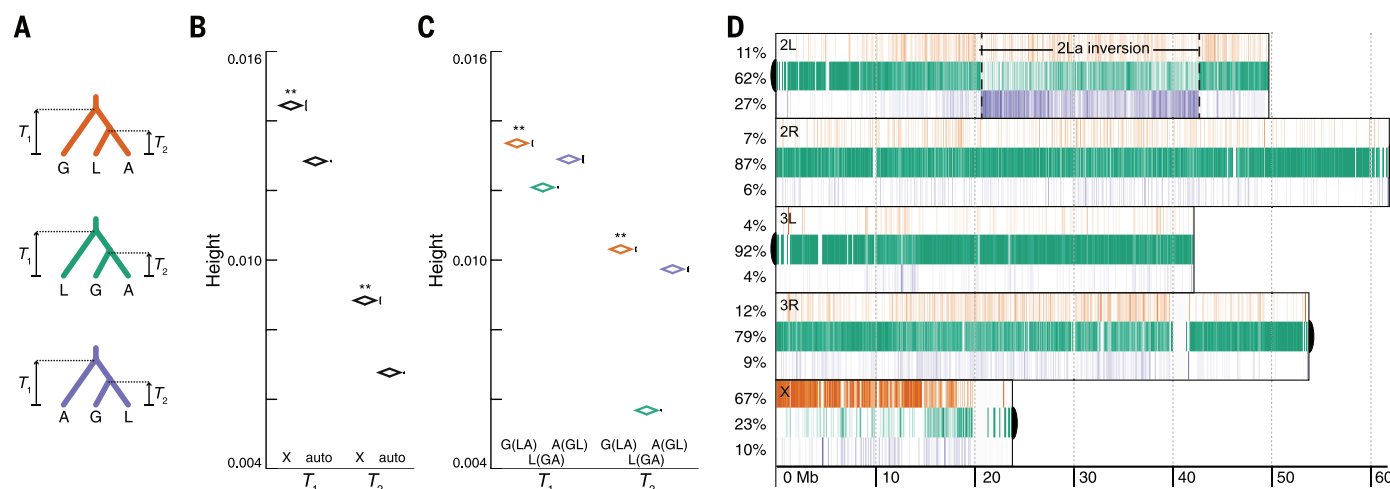 A
T1
T2
G L A
T1
T2
L G A
T1
T2
A G L
B
0.016
0.010
0.004
Height
**
**
X auto X auto
T1 T2
C
0.016
0.010
0.004
Height
**
**
G(LA) A(GL) G(LA) A(GL)
L(GA) L(GA)
T1 T2
D
2L
2La inversion
11%
62%
27%
2R
7%
87%
6%
3L
4%
92%
4%
3R
12%
79%
9%
X
67%
23%
10%
0 Mb 10 20 30 40 50 60